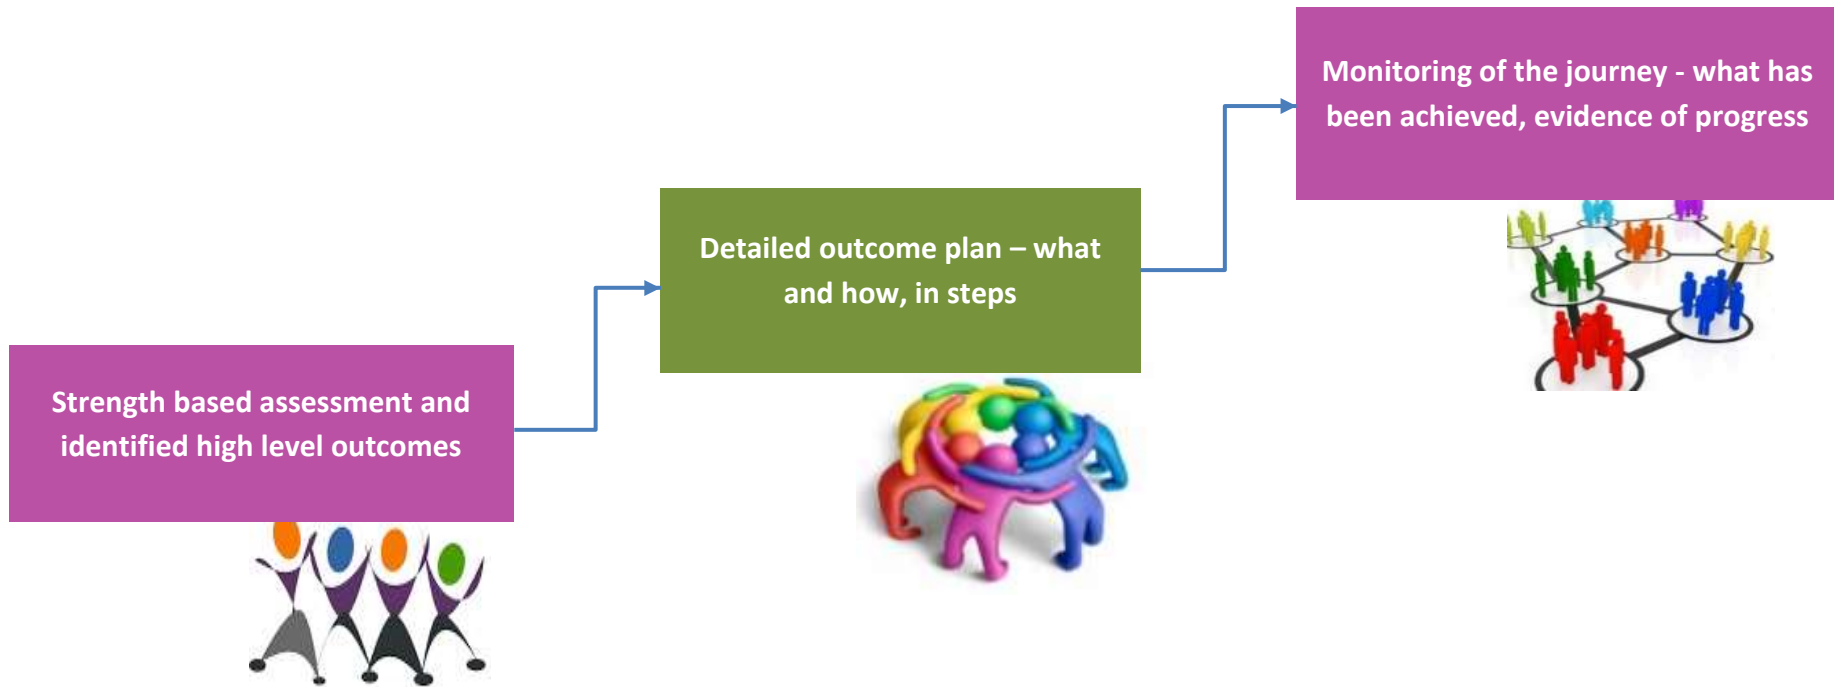 Strength based assessment and
identified high level outcomes
Detailed outcome plan – what
and how, in steps
Monitoring of the journey - what has
been achieved, evidence of progress